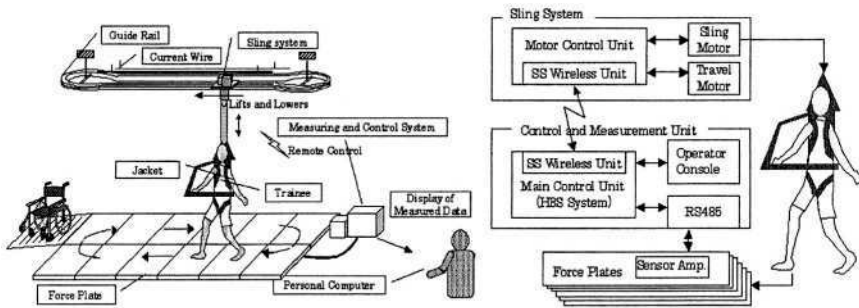 Guide Rail
Current Wire
Sling system
Lifts and Lowers
Measuring and Control System
Remote Control
Jacket
Trainee
Display of
Measured Data
Force Plate
Personal Computer
Sling System
Motor Control Unit
SS Wireless Unit
Sling
Motor
Travel
Motor
Control and Measurement Unit
SS Wireless Unit
Main Control Unit
(HBS System)
Operator
Console
RS485
Force Plates
Sensor Amp.